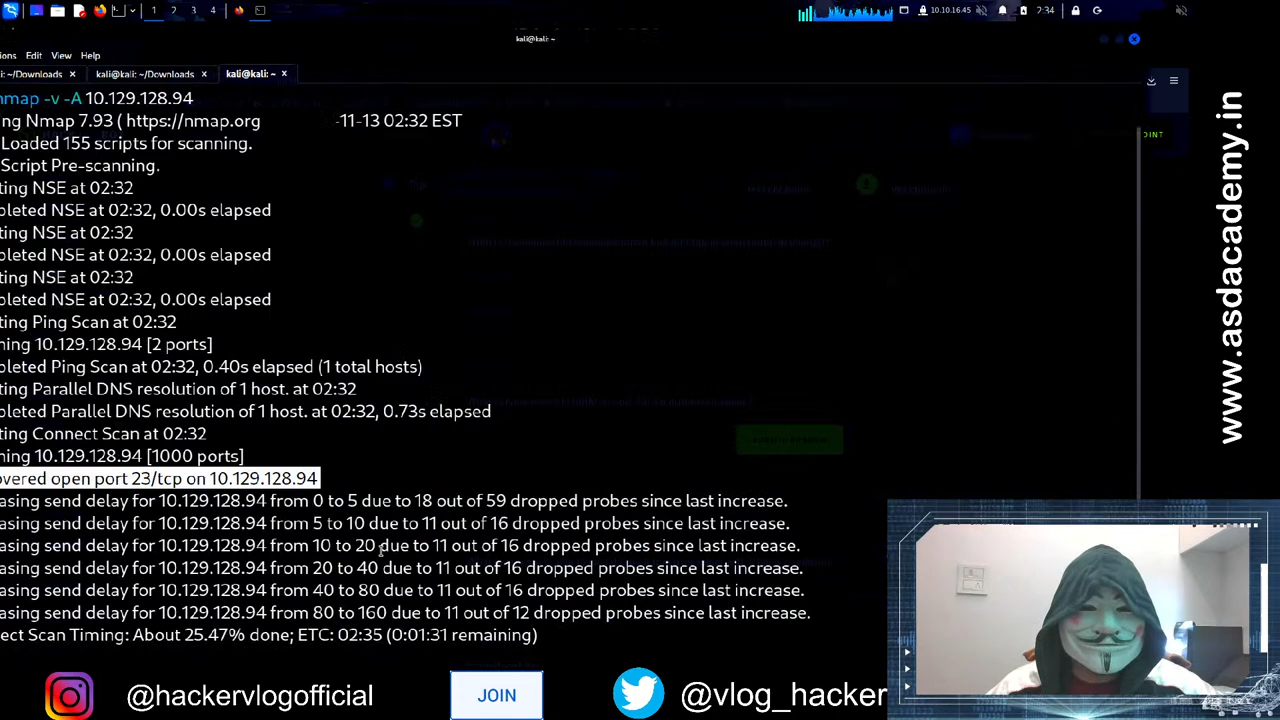 10.10.16.45
2:34
1
2
3
4
kali@kali: ~
ions Edit View Help
li: ~/Downloads
kali@kali: ~/Downloads
kali@kali: ~
nmap -v -A 10.129.128.94
ng Nmap 7.93 ( https://nmap.org -11-13 02:32 EST
Loaded 155 scripts for scanning.
Script Pre-scanning.
ting NSE at 02:32
pleted NSE at 02:32, 0.00s elapsed
ting NSE at 02:32
pleted NSE at 02:32, 0.00s elapsed
ting NSE at 02:32
pleted NSE at 02:32, 0.00s elapsed
ting Ping Scan at 02:32
ning 10.129.128.94 [2 ports]
pleted Ping Scan at 02:32, 0.40s elapsed (1 total hosts)
ting Parallel DNS resolution of 1 host. at 02:32
pleted Parallel DNS resolution of 1 host. at 02:32, 0.73s elapsed
ting Connect Scan at 02:32
ning 10.129.128.94 [1000 ports]
overed open port 23/tcp on 10.129.128.94
asing send delay for 10.129.128.94 from 0 to 5 due to 18 out of 59 dropped probes since last increase.
asing send delay for 10.129.128.94 from 5 to 10 due to 11 out of 16 dropped probes since last increase.
asing send delay for 10.129.128.94 from 10 to 20 due to 11 out of 16 dropped probes since last increase.
asing send delay for 10.129.128.94 from 20 to 40 due to 11 out of 16 dropped probes since last increase.
asing send delay for 10.129.128.94 from 40 to 80 due to 11 out of 16 dropped probes since last increase.
asing send delay for 10.129.128.94 from 80 to 160 due to 11 out of 12 dropped probes since last increase.
ect Scan Timing: About 25.47% done; ETC: 02:35 (0:01:31 remaining)
OINT
www.asdacademy.in
@hackervlogofficial
JOIN
@vlog_hacker